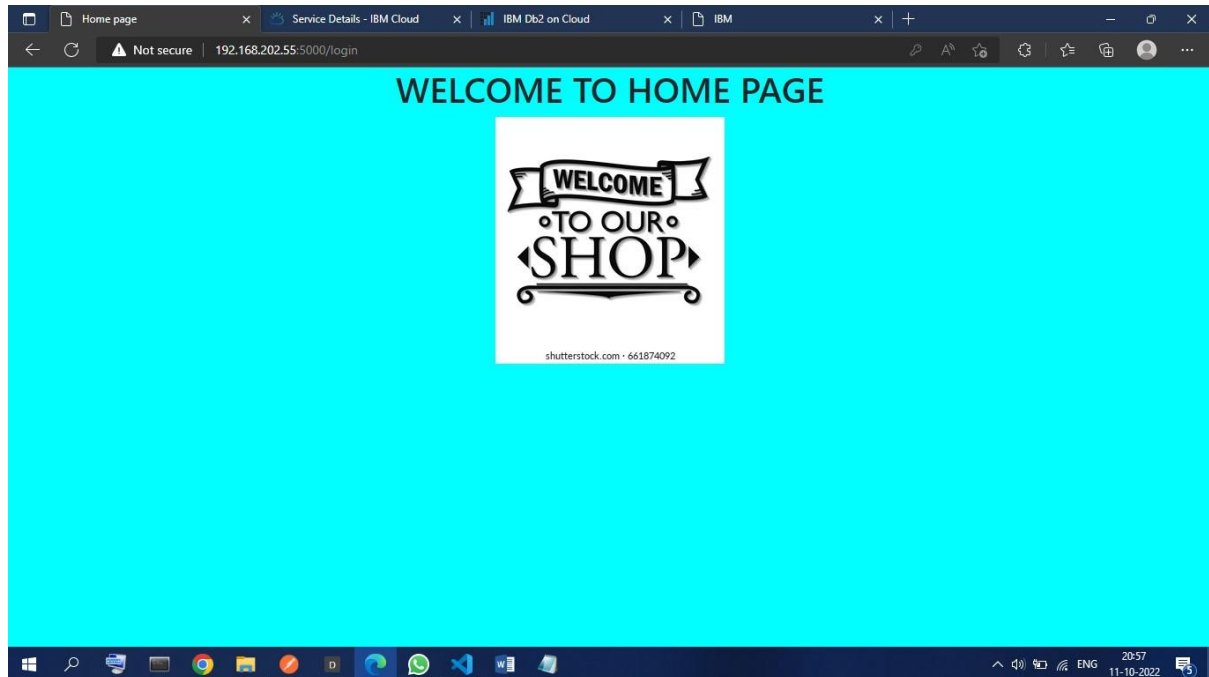 Home page
Service Details - IBM Cloud
IBM Db2 on Cloud
IBM
Not secure
192.168.202.55:5000/login
WELCOME TO HOME PAGE
WELCOME
TO OUR
SHOP
shutterstock.com · 661874092
ENG
20:57
11-10-2022
5